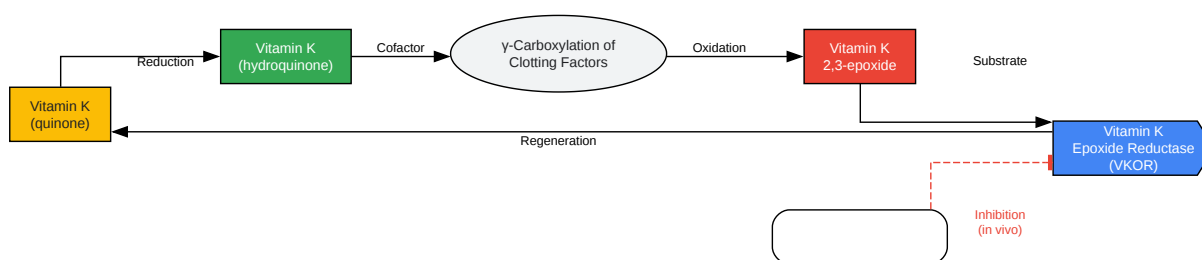 Vitamin K
(quinone)
Reduction
Vitamin K
(hydroquinone)
Cofactor
γ-Carboxylation of
Clotting Factors
Oxidation
Vitamin K
2,3-epoxide
Substrate
Vitamin K
Epoxide Reductase
(VKOR)
Regeneration
Inhibition
(in vivo)